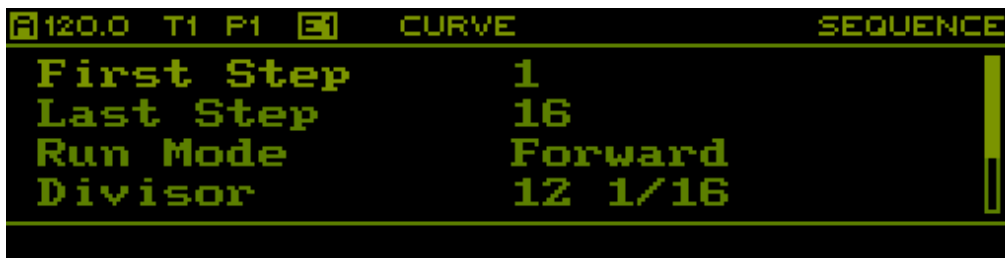 A 120.0 T1 P1 E1 CURVE SEQUENCE
First Step 1
Last Step 16
Run Mode Forward
Divisor 12 1/16